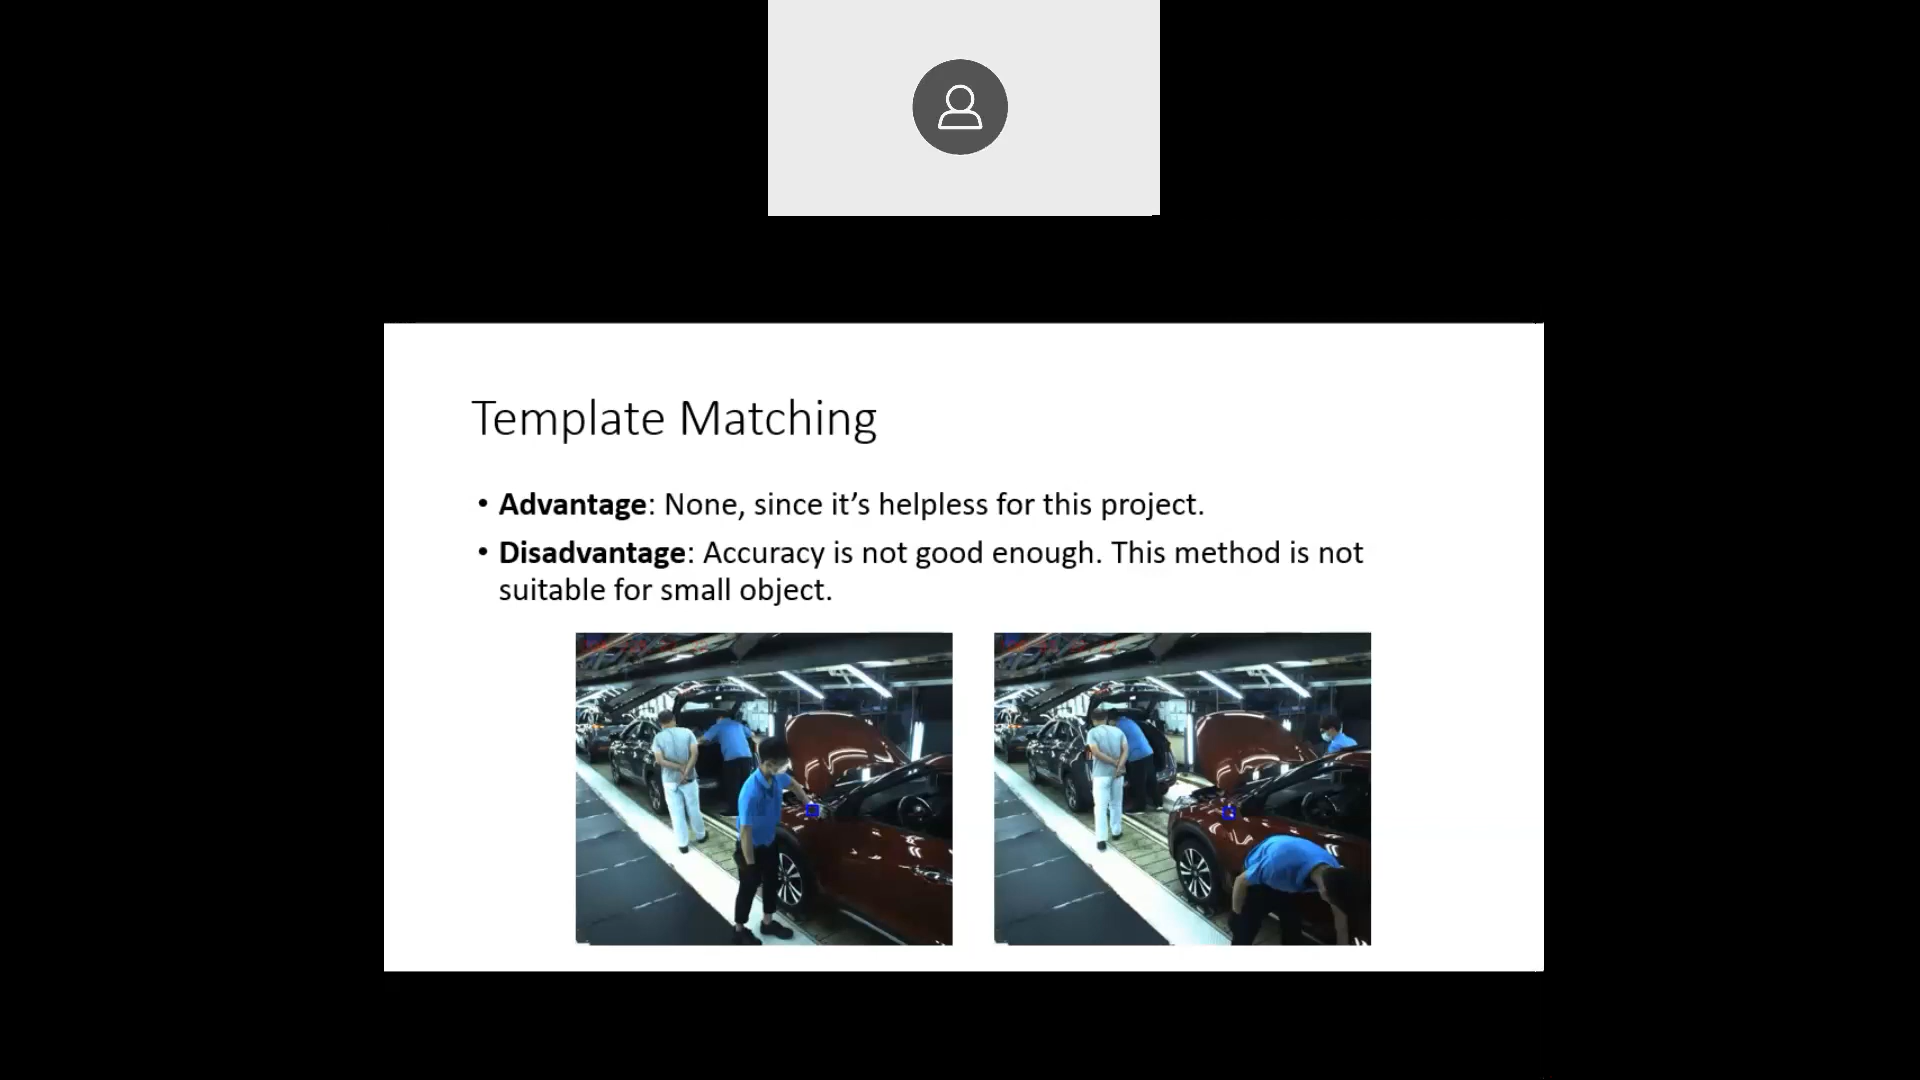 Template Matching
• Advantage: None, since it’s helpless for this project.
• Disadvantage: Accuracy is not good enough. This method is not
suitable for small object.